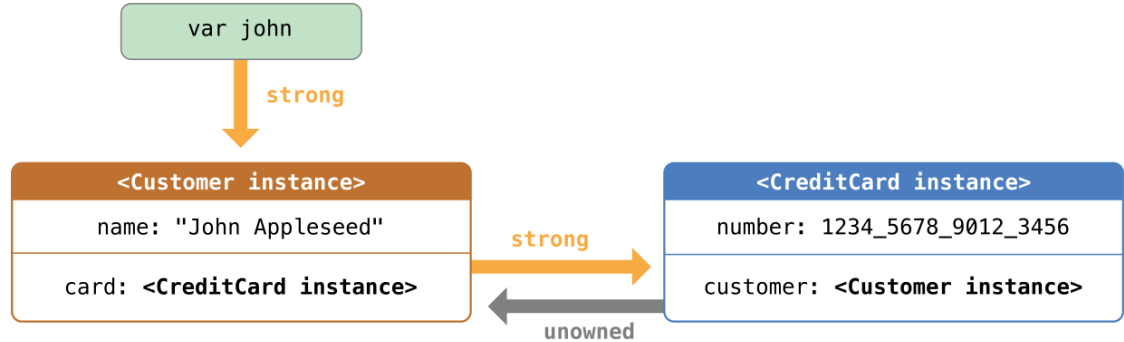 var john
strong
<Customer instance>
name: "John Appleseed"
card: <CreditCard instance>
strong
unowned
<CreditCard instance>
number: 1234_5678_9012_3456
customer: <Customer instance>